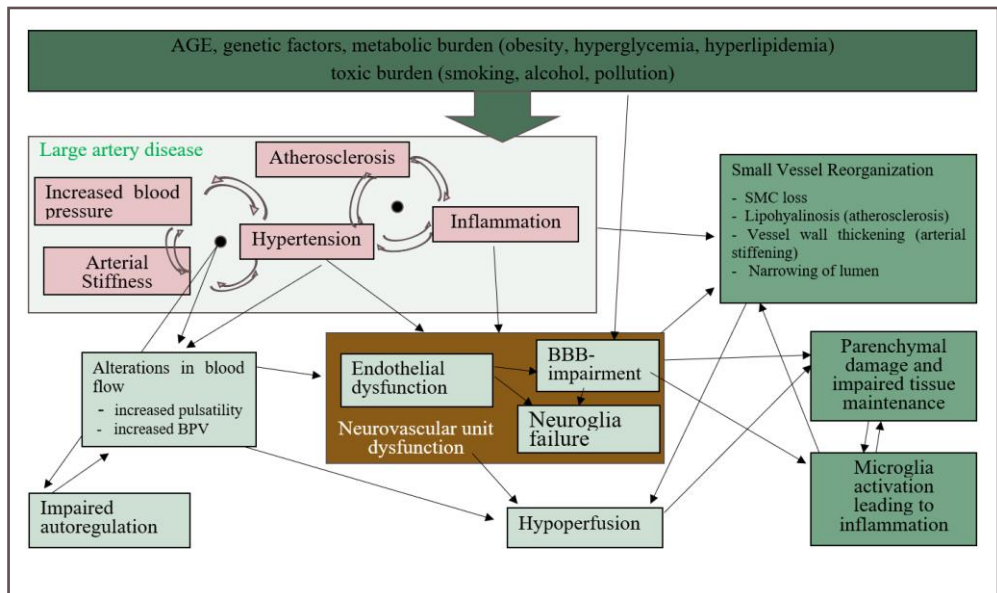 AGE, genetic factors, metabolic burden (obesity, hyperglycemia, hyperlipidemia)
toxic burden (smoking, alcohol, pollution)
Large artery disease
Atherosclerosis
Increased blood
pressure
Hypertension
Inflammation
Arterial
Stiffness
Small Vessel Reorganization
- SMC loss
- Lipohyalinosis (atherosclerosis)
- Vessel wall thickening (arterial
stiffening)
- Narrowing of lumen
Alterations in blood
flow
- increased pulsatility
- increased BPV
Endothelial
dysfunction
BBB-
impairment
Neuroglia
failure
Neurovascular unit
dysfunction
Parenchymal
damage and
impaired tissue
maintenance
Impaired
autoregulation
Hypoperfusion
Microglia
activation
leading to
inflammation